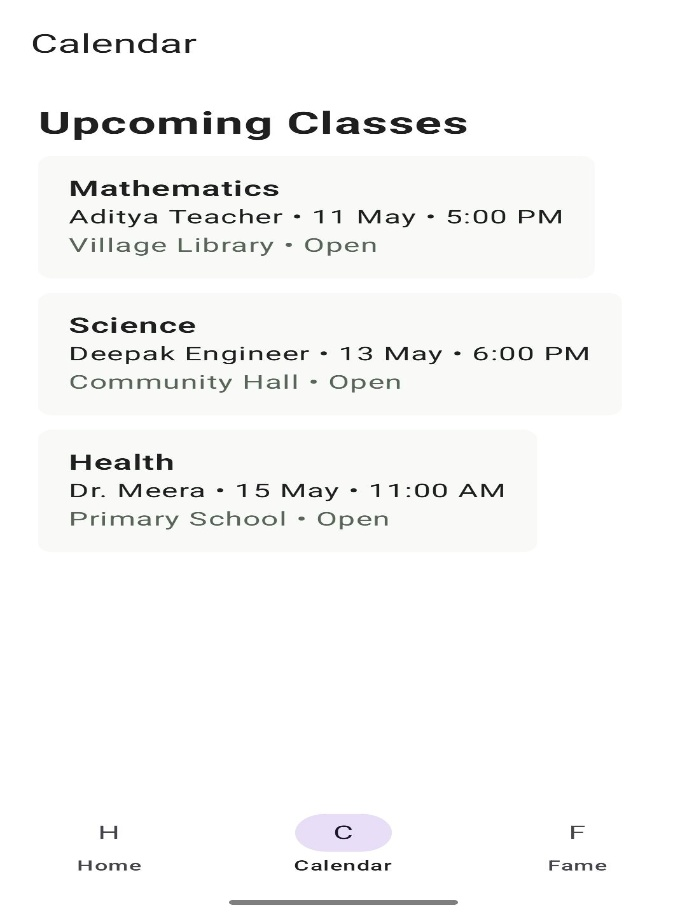 Calendar
Upcoming Classes
Mathematics
Aditya Teacher • 11 May • 5:00 PM
Village Library • Open
Science
Deepak Engineer • 13 May • 6:00 PM
Community Hall • Open
Health
Dr. Meera • 15 May • 11:00 AM
Primary School • Open
H C F
Home Calendar Fame